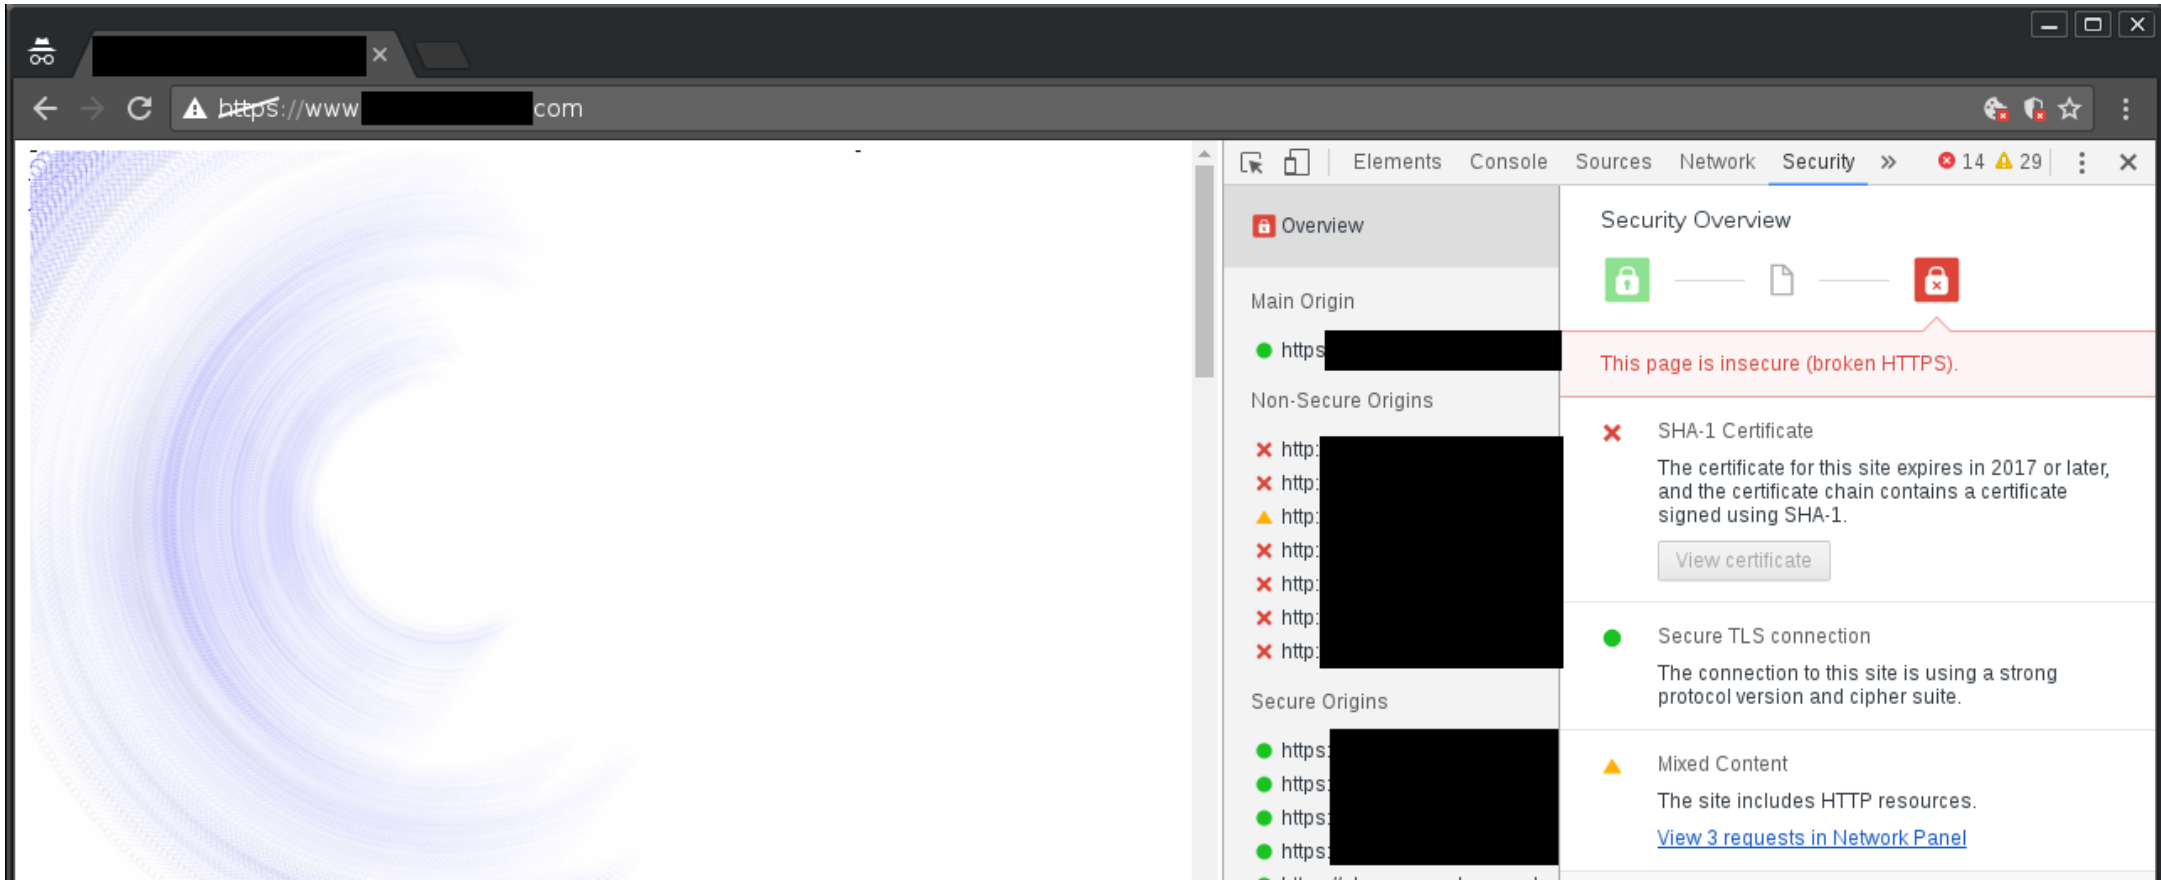 https://www
com
Elements Console Sources Network Security » 14 29
Overview
Main Origin
https
Non-Secure Origins
http:
http:
http:
http:
http:
http:
http:
Secure Origins
https:
https:
https:
https:
Security Overview
This page is insecure (broken HTTPS).
SHA-1 Certificate
The certificate for this site expires in 2017 or later,
and the certificate chain contains a certificate
signed using SHA-1.
View certificate
Secure TLS connection
The connection to this site is using a strong
protocol version and cipher suite.
Mixed Content
The site includes HTTP resources.
View 3 requests in Network Panel